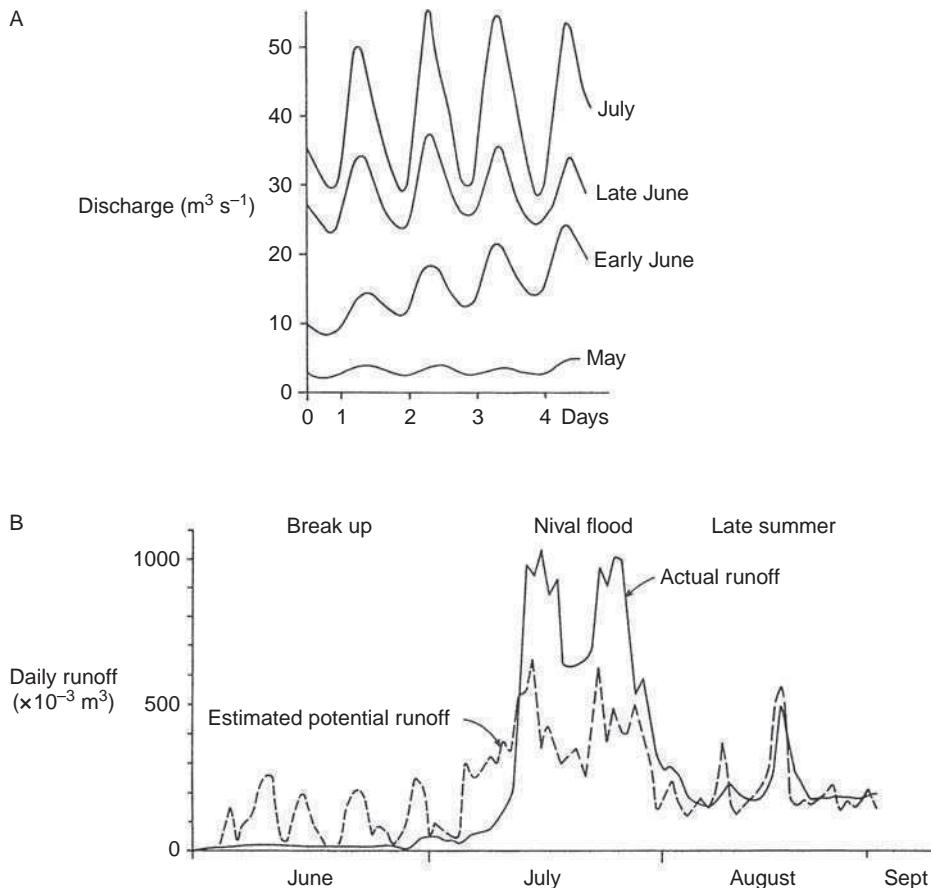 A
50
40
30
20
10
0
Discharge (m³ s⁻¹)
July
Late June
Early June
May
0 1 2 3 4 Days
B
Break up Nival flood Late summer
1000
500
0
Daily runoff
(×10⁻³ m³)
Actual runoff
Estimated potential runoff
June July August Sept